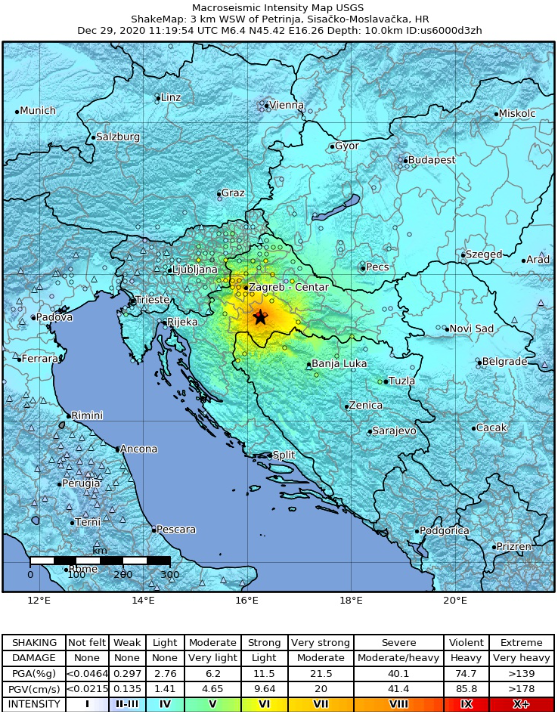 Macroseismic Intensity Map USGS
ShakeMap: 3 km WSW of Petrinja, Sisačko-Moslavačka, HR
Dec 29, 2020 11:19:54 UTC M6.4 N45.42 E16.26 Depth: 10.0km ID:us6000d3zh
Linz
Vienna
Munich
Miskolc
Salzburg
Gyor
Budapest
Graz
Szeged
Arad
Ljubljana
Pecs
Zagreb - Centar
Trieste
Padova
Rijeka
Novi Sad
Ferrara
Banja Luka
Belgrade
Tuzla
Zenica
Rimini
Sarajevo
Cacak
Ancona
Split
Perugia
Terni
Pescara
Podgorica
Prizren
km
Rome
0 100 200 300
12°E 14°E 16°E 18°E 20°E
SHAKING Not felt Weak Light Moderate Strong Very strong Severe Violent Extreme
DAMAGE None None None Very light Light Moderate Moderate/heavy Heavy Very heavy
PGA(%g) <0.0464 0.297 2.76 6.2 11.5 21.5 40.1 74.7 >139
PGV(cm/s) <0.0215 0.135 1.41 4.65 9.64 20 41.4 85.8 >178
INTENSITY I II-III IV V VI VII VIII IX X+